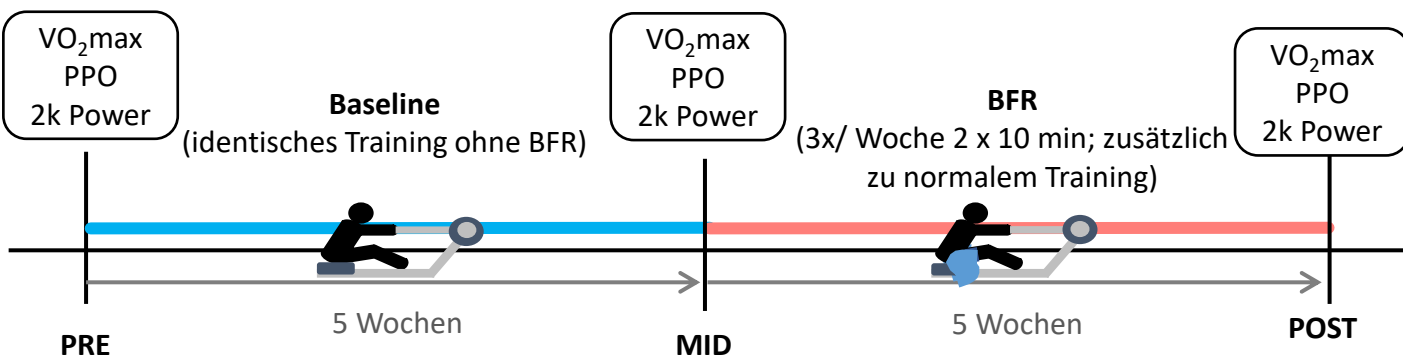 VO₂max
PPO
2k Power
Baseline
(identisches Training ohne BFR)
VO₂max
PPO
2k Power
BFR
(3x/ Woche 2 x 10 min; zusätzlich
zu normalem Training)
VO₂max
PPO
2k Power
5 Wochen
5 Wochen
PRE
MID
POST